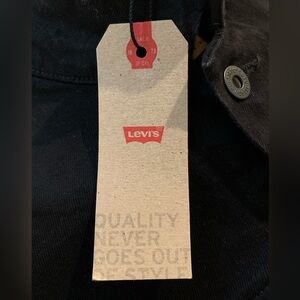 Levi's
QUALITY
NEVER
GOES OUT
OF STYLE